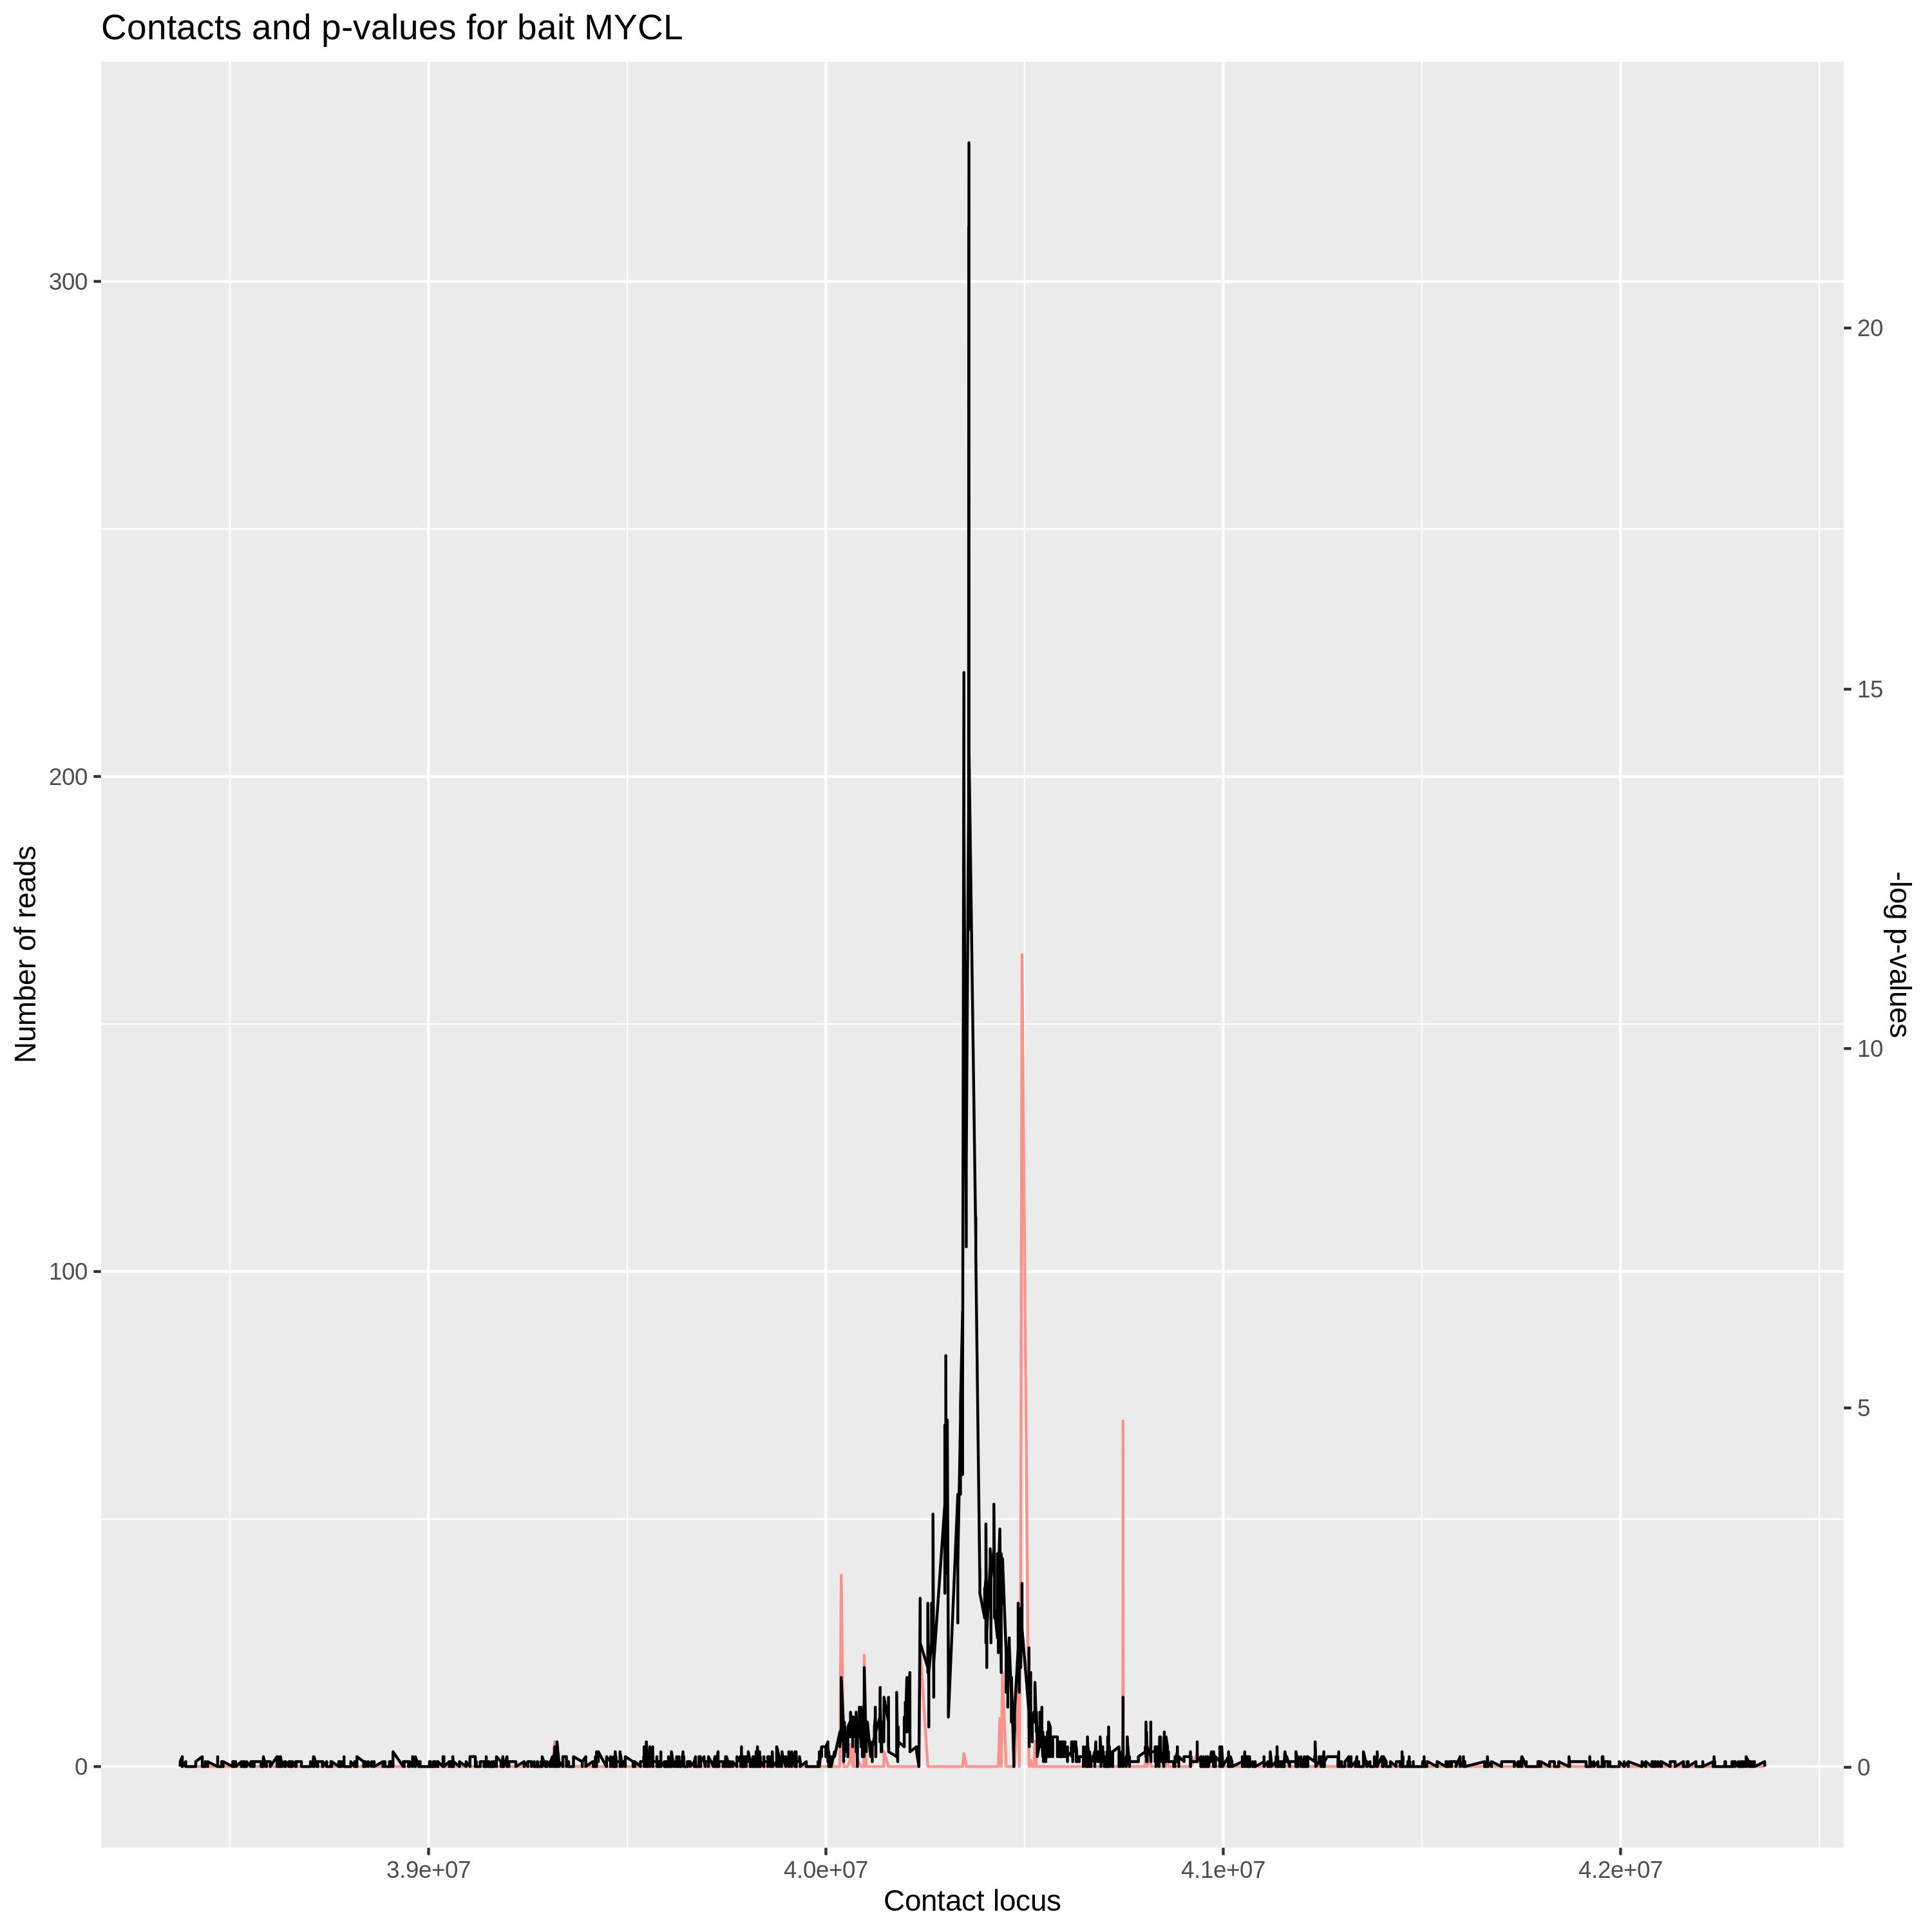 Contacts and p-values for bait MYCL
300
200
100
0
20
15
10
5
0
Number of reads
-log p-values
3.9e+07 4.0e+07 4.1e+07 4.2e+07
Contact locus